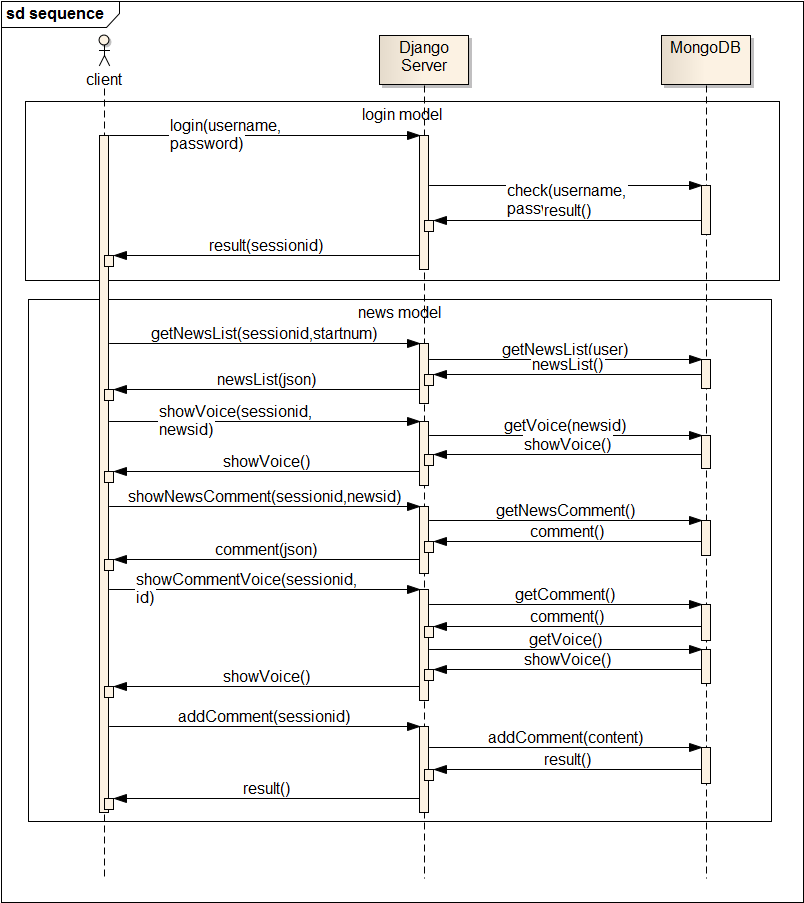 sd sequence
client
Django
Server
MongoDB
login model
login(username,
password)
check(username,
result()
result(sessionid)
news model
getNewsList(sessionid,startnum)
getNewsList(user)
newsList()
newsList(json)
showVoice(sessionid,
newsid)
getVoice(newsid)
showVoice()
showVoice()
showNewsComment(sessionid,newsid)
getNewsComment()
comment()
comment(json)
showCommentVoice(sessionid,
id)
getComment()
comment()
getVoice()
showVoice()
showVoice()
addComment(sessionid)
addComment(content)
result()
result()